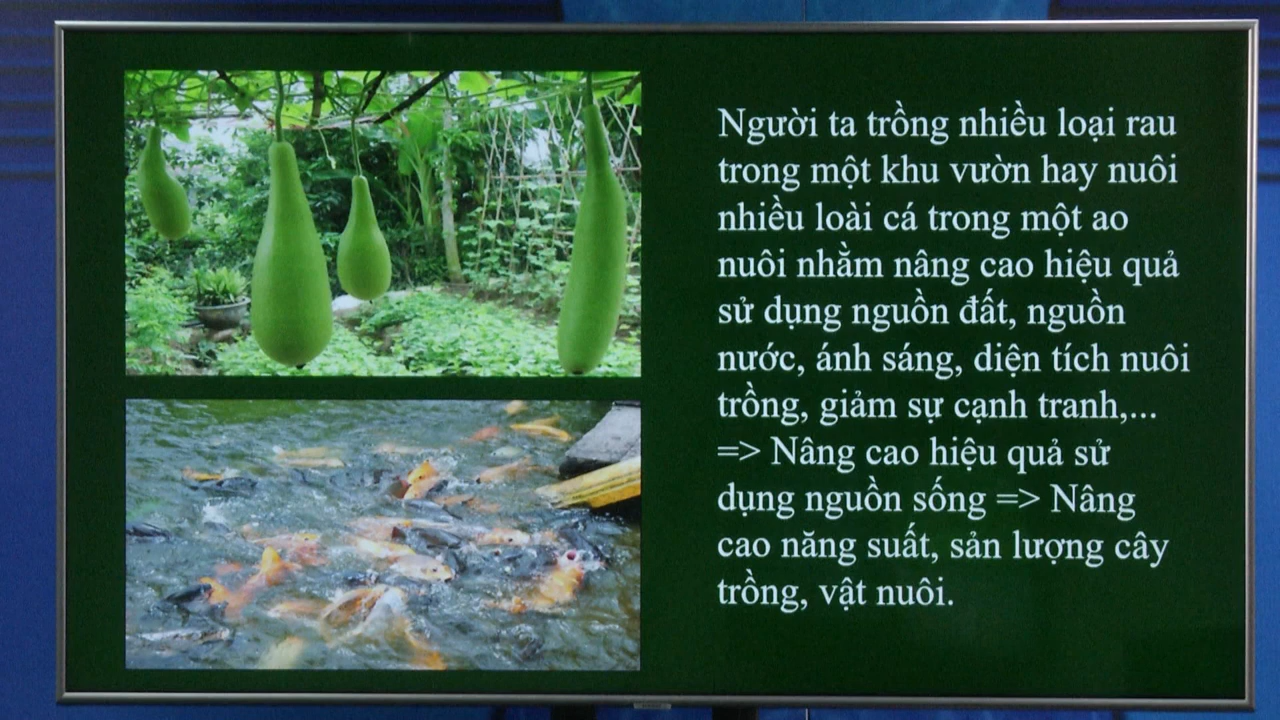 Người ta trồng nhiều loại rau
trong một khu vườn hay nuôi
nhiều loài cá trong một ao
nuôi nhằm nâng cao hiệu quả
sử dụng nguồn đất, nguồn
nước, ánh sáng, diện tích nuôi
trồng, giảm sự cạnh tranh,...
=> Nâng cao hiệu quả sử
dụng nguồn sống => Nâng
cao năng suất, sản lượng cây
trồng, vật nuôi.